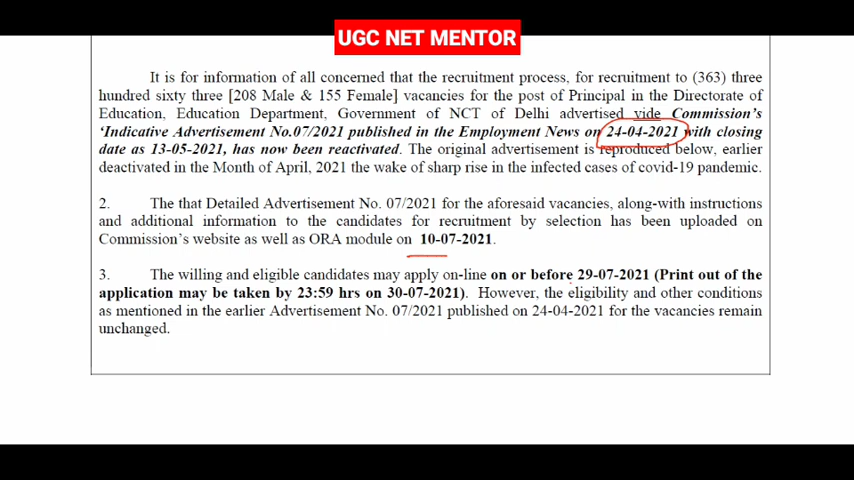 UGC NET MENTOR
It is for information of all concerned that the recruitment process, for recruitment to (363) three
hundred sixty three [208 Male & 155 Female] vacancies for the post of Principal in the Directorate of
Education, Education Department, Government of NCT of Delhi advertised vide Commission's
'Indicative Advertisement No.07/2021 published in the Employment News on 24-04-2021 with closing
date as 13-05-2021, has now been reactivated. The original advertisement is reproduced below, earlier
deactivated in the Month of April, 2021 the wake of sharp rise in the infected cases of covid-19 pandemic.
2. The that Detailed Advertisement No. 07/2021 for the aforesaid vacancies, along-with instructions
and additional information to the candidates for recruitment by selection has been uploaded on
Commission's website as well as ORA module on 10-07-2021.
3. The willing and eligible candidates may apply on-line on or before 29-07-2021 (Print out of the
application may be taken by 23:59 hrs on 30-07-2021). However, the eligibility and other conditions
as mentioned in the earlier Advertisement No. 07/2021 published on 24-04-2021 for the vacancies remain
unchanged.